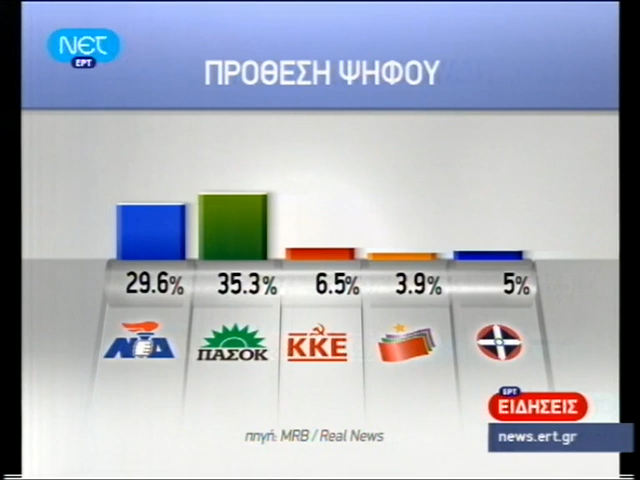 ΝΕΤ
ΕΡΤ
ΠΡΟΘΕΣΗ ΨΗΦΟΥ
29.6% 35.3% 6.5% 3.9% 5%
ΝΔ ΠΑΣΟΚ ΚΚΕ
ΕΡΤ
ΕΙΔΗΣΕΙΣ
news.ert.gr
πηγή: MRB / Real News